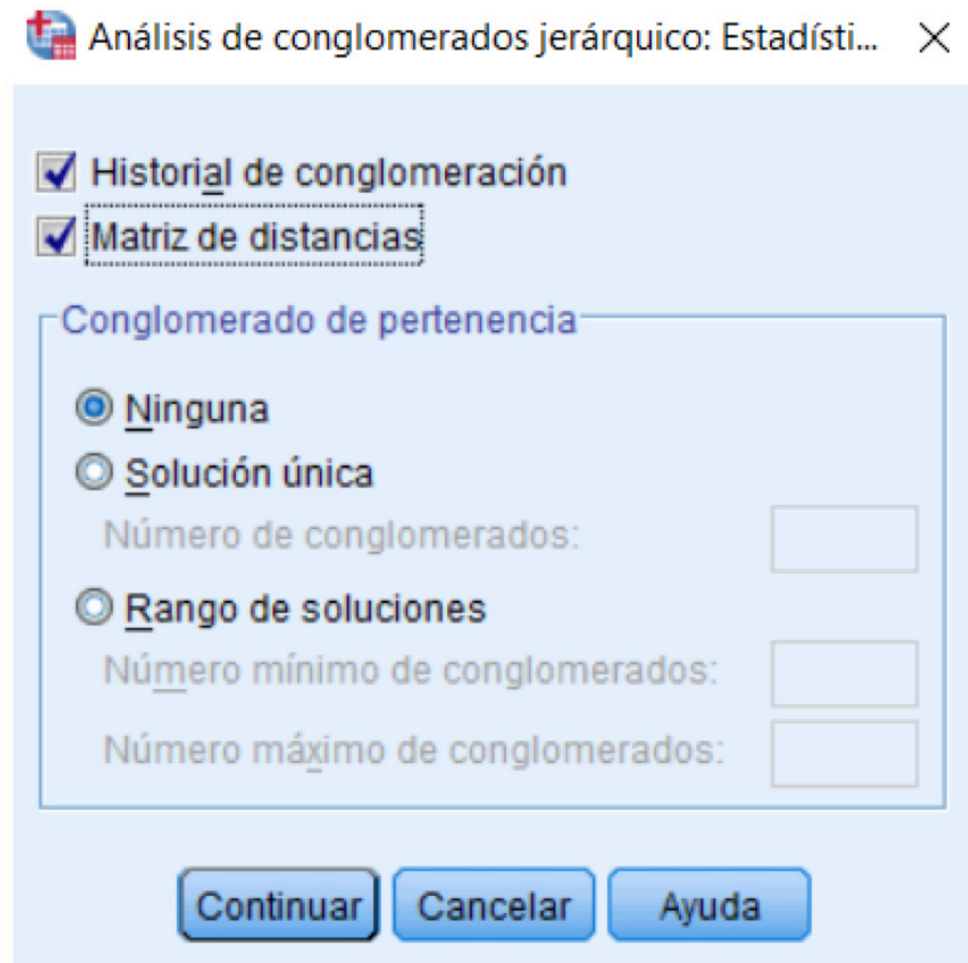 Análisis de conglomerados jerárquico: Estadísti...
Historial de conglomeración
Matriz de distancias
Conglomerado de pertenencia
Ninguna
Solución única
Número de conglomerados:
Rango de soluciones
Número mínimo de conglomerados:
Número máximo de conglomerados:
Continuar Cancelar Ayuda